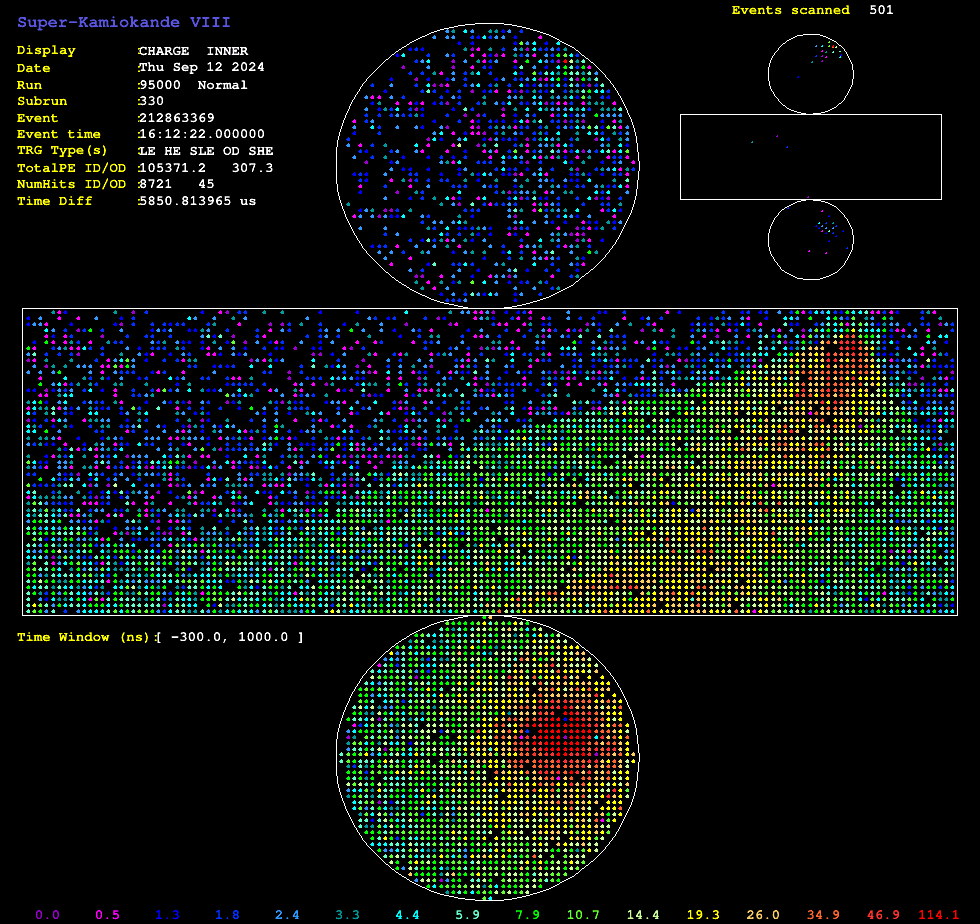 Super-Kamiokande VIII
Events scanned 501
Display :CHARGE INNER
Date :Thu Sep 12 2024
Run :95000 Normal
Subrun :330
Event :212863369
Event time :16:12:22.000000
TRG Type(s) :LE HE SLE OD SHE
TotalPE ID/OD :105371.2 307.3
NumHits ID/OD :8721 45
Time Diff :5850.813965 us
Time Window (ns):[ -300.0, 1000.0 ]
0.0 0.5 1.3 1.8 2.4 3.3 4.4 5.9 7.9 10.7 14.4 19.3 26.0 34.9 46.9 114.1